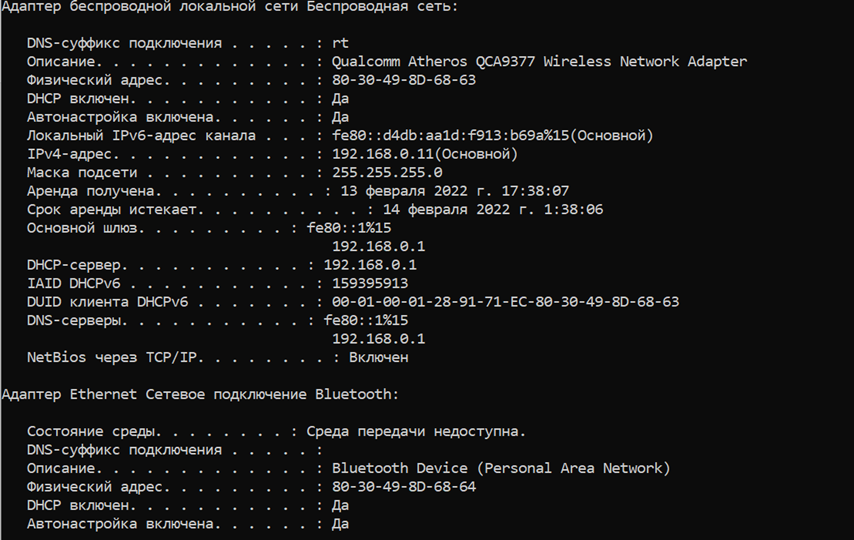 Адаптер беспроводной локальной сети Беспроводная сеть:
DNS-суффикс подключения . . . . . : rt
Описание. . . . . . . . . . . . . : Qualcomm Atheros QCA9377 Wireless Network Adapter
Физический адрес. . . . . . . . . : 80-30-49-8D-68-63
DHCP включен. . . . . . . . . . . : Да
Автонастройка включена. . . . . . : Да
Локальный IPv6-адрес канала . . . : fe80::d4db:aa1d:f913:b69a%15(Основной)
IPv4-адрес. . . . . . . . . . . . : 192.168.0.11(Основной)
Маска подсети . . . . . . . . . . : 255.255.255.0
Аренда получена. . . . . . . . . . : 13 февраля 2022 г. 17:38:07
Срок аренды истекает. . . . . . . . . . : 14 февраля 2022 г. 1:38:06
Основной шлюз. . . . . . . . . : fe80::1%15
192.168.0.1
DHCP-сервер. . . . . . . . . . . : 192.168.0.1
IAID DHCPv6 . . . . . . . . . . . : 159395913
DUID клиента DHCPv6 . . . . . . . : 00-01-00-01-28-91-71-EC-80-30-49-8D-68-63
DNS-серверы. . . . . . . . . . . : fe80::1%15
192.168.0.1
NetBios через TCP/IP. . . . . . . . : Включен
Адаптер Ethernet Сетевое подключение Bluetooth:
Состояние среды. . . . . . . . : Среда передачи недоступна.
DNS-суффикс подключения . . . . . :
Описание. . . . . . . . . . . . . : Bluetooth Device (Personal Area Network)
Физический адрес. . . . . . . . . : 80-30-49-8D-68-64
DHCP включен. . . . . . . . . . . : Да
Автонастройка включена. . . . . . : Да